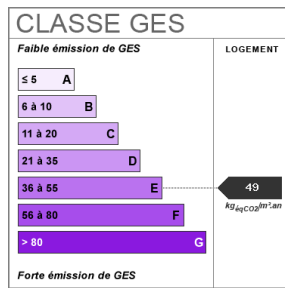 CLASSE GES
Faible émission de GES
LOGEMENT
≤ 5 A
6 à 10 B
11 à 20 C
21 à 35 D
36 à 55 E
49
kgéqCO2/m².an
56 à 80 F
> 80 G
Forte émission de GES